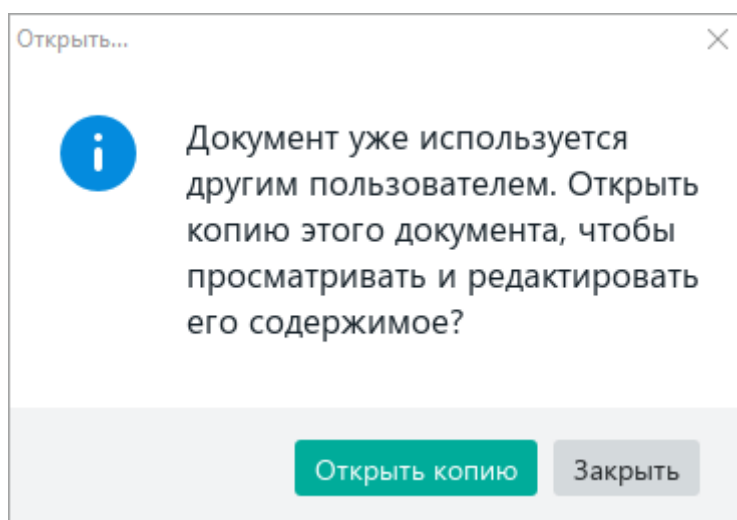 Открыть...
Документ уже используется
другим пользователем. Открыть
копию этого документа, чтобы
просматривать и редактировать
его содержимое?
Открыть копию Закрыть